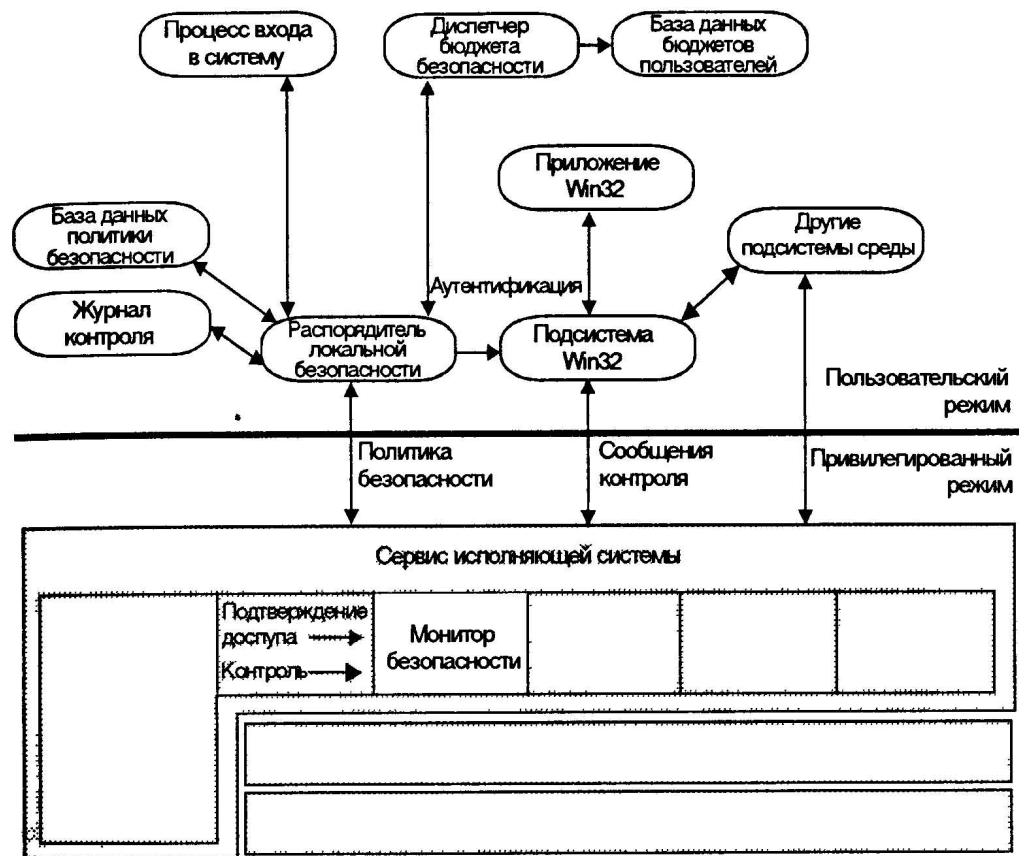 Процесс входа
в систему
Диспетчер
бюджета
безопасности
База данных
бюджетов
пользователей
Приложение
Win32
База данных
политики
безопасности
Другие
подсистемы среды
Журнал
контроля
Аутентификация
Распорядитель
локальной
безопасности
Подсистема
Win32
Пользовательский
режим
Политика
безопасности
Сообщения
контроля
Привилегированный
режим
Сервис исполняющей системы
Подтверждение
доступа
Контроль
Монитор
безопасности